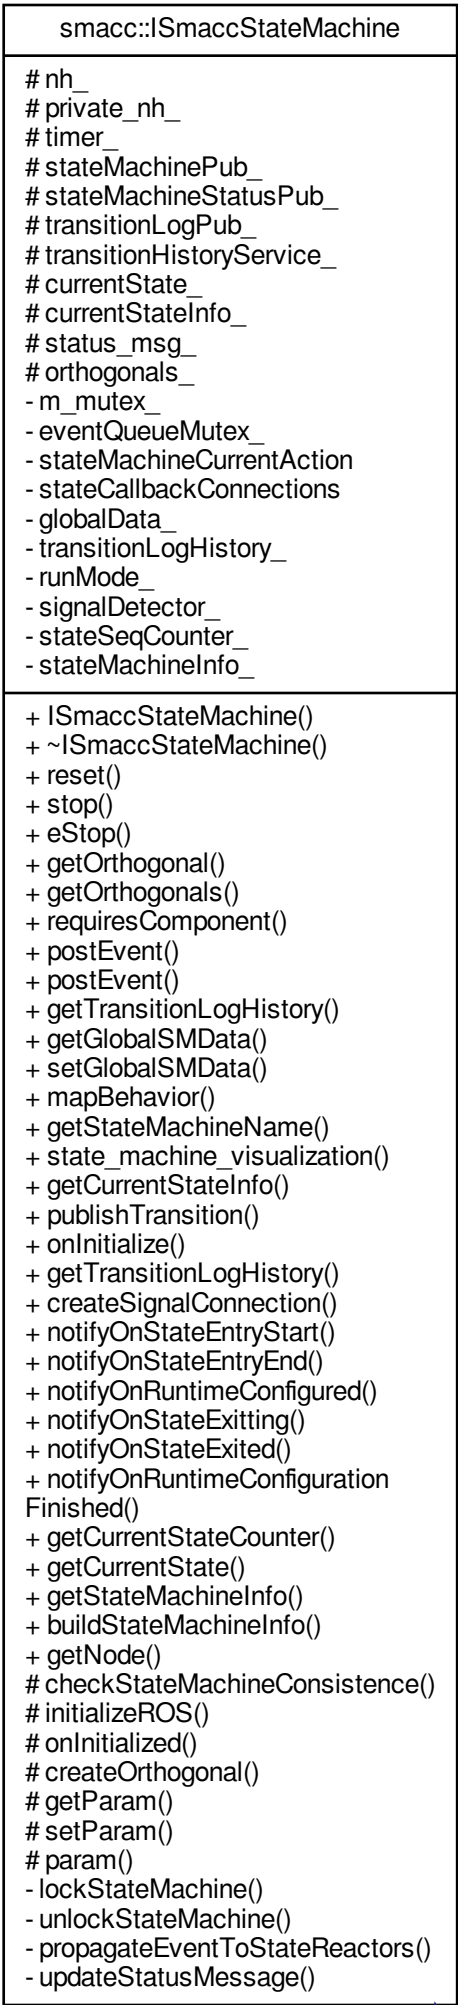 smacc::ISmaccStateMachine
# nh_
# private_nh_
# timer_
# stateMachinePub_
# stateMachineStatusPub_
# transitionLogPub_
# transitionHistoryService_
# currentState_
# currentStateInfo_
# status_msg_
# orthogonals_
- m_mutex_
- eventQueueMutex_
- stateMachineCurrentAction
- stateCallbackConnections
- globalData_
- transitionLogHistory_
- runMode_
- signalDetector_
- stateSeqCounter_
- stateMachineInfo_
+ ISmaccStateMachine()
+ ~ISmaccStateMachine()
+ reset()
+ stop()
+ eStop()
+ getOrthogonal()
+ getOrthogonals()
+ requiresComponent()
+ postEvent()
+ postEvent()
+ getTransitionLogHistory()
+ getGlobalSMData()
+ setGlobalSMData()
+ mapBehavior()
+ getStateMachineName()
+ state_machine_visualization()
+ getCurrentStateInfo()
+ publishTransition()
+ onInitialize()
+ getTransitionLogHistory()
+ createSignalConnection()
+ notifyOnStateEntryStart()
+ notifyOnStateEntryEnd()
+ notifyOnRuntimeConfigured()
+ notifyOnStateExitting()
+ notifyOnStateExited()
+ notifyOnRuntimeConfiguration
Finished()
+ getCurrentStateCounter()
+ getCurrentState()
+ getStateMachineInfo()
+ buildStateMachineInfo()
+ getNode()
# checkStateMachineConsistence()
# initializeROS()
# onInitialized()
# createOrthogonal()
# getParam()
# setParam()
# param()
- lockStateMachine()
- unlockStateMachine()
- propagateEventToStateReactors()
- updateStatusMessage()